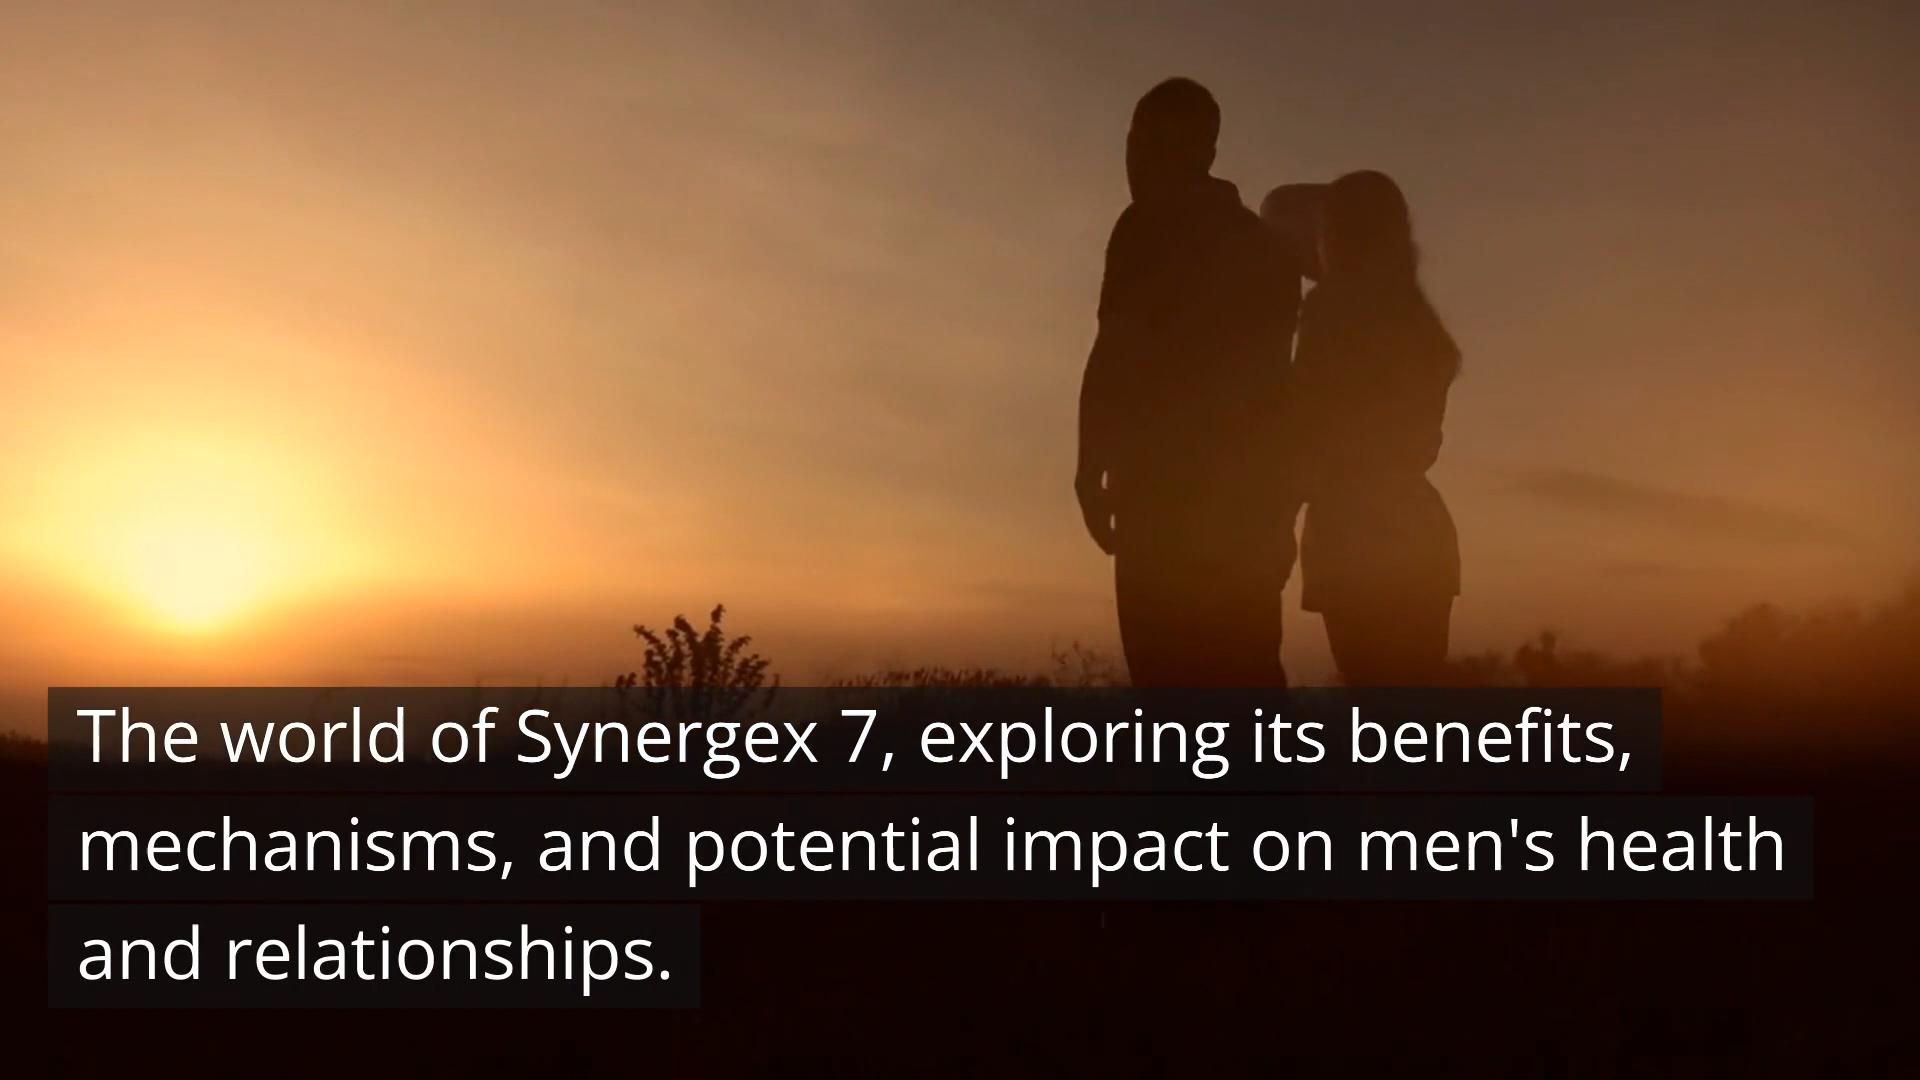 The world of Synergex 7, exploring its benefits,
mechanisms, and potential impact on men's health
and relationships.